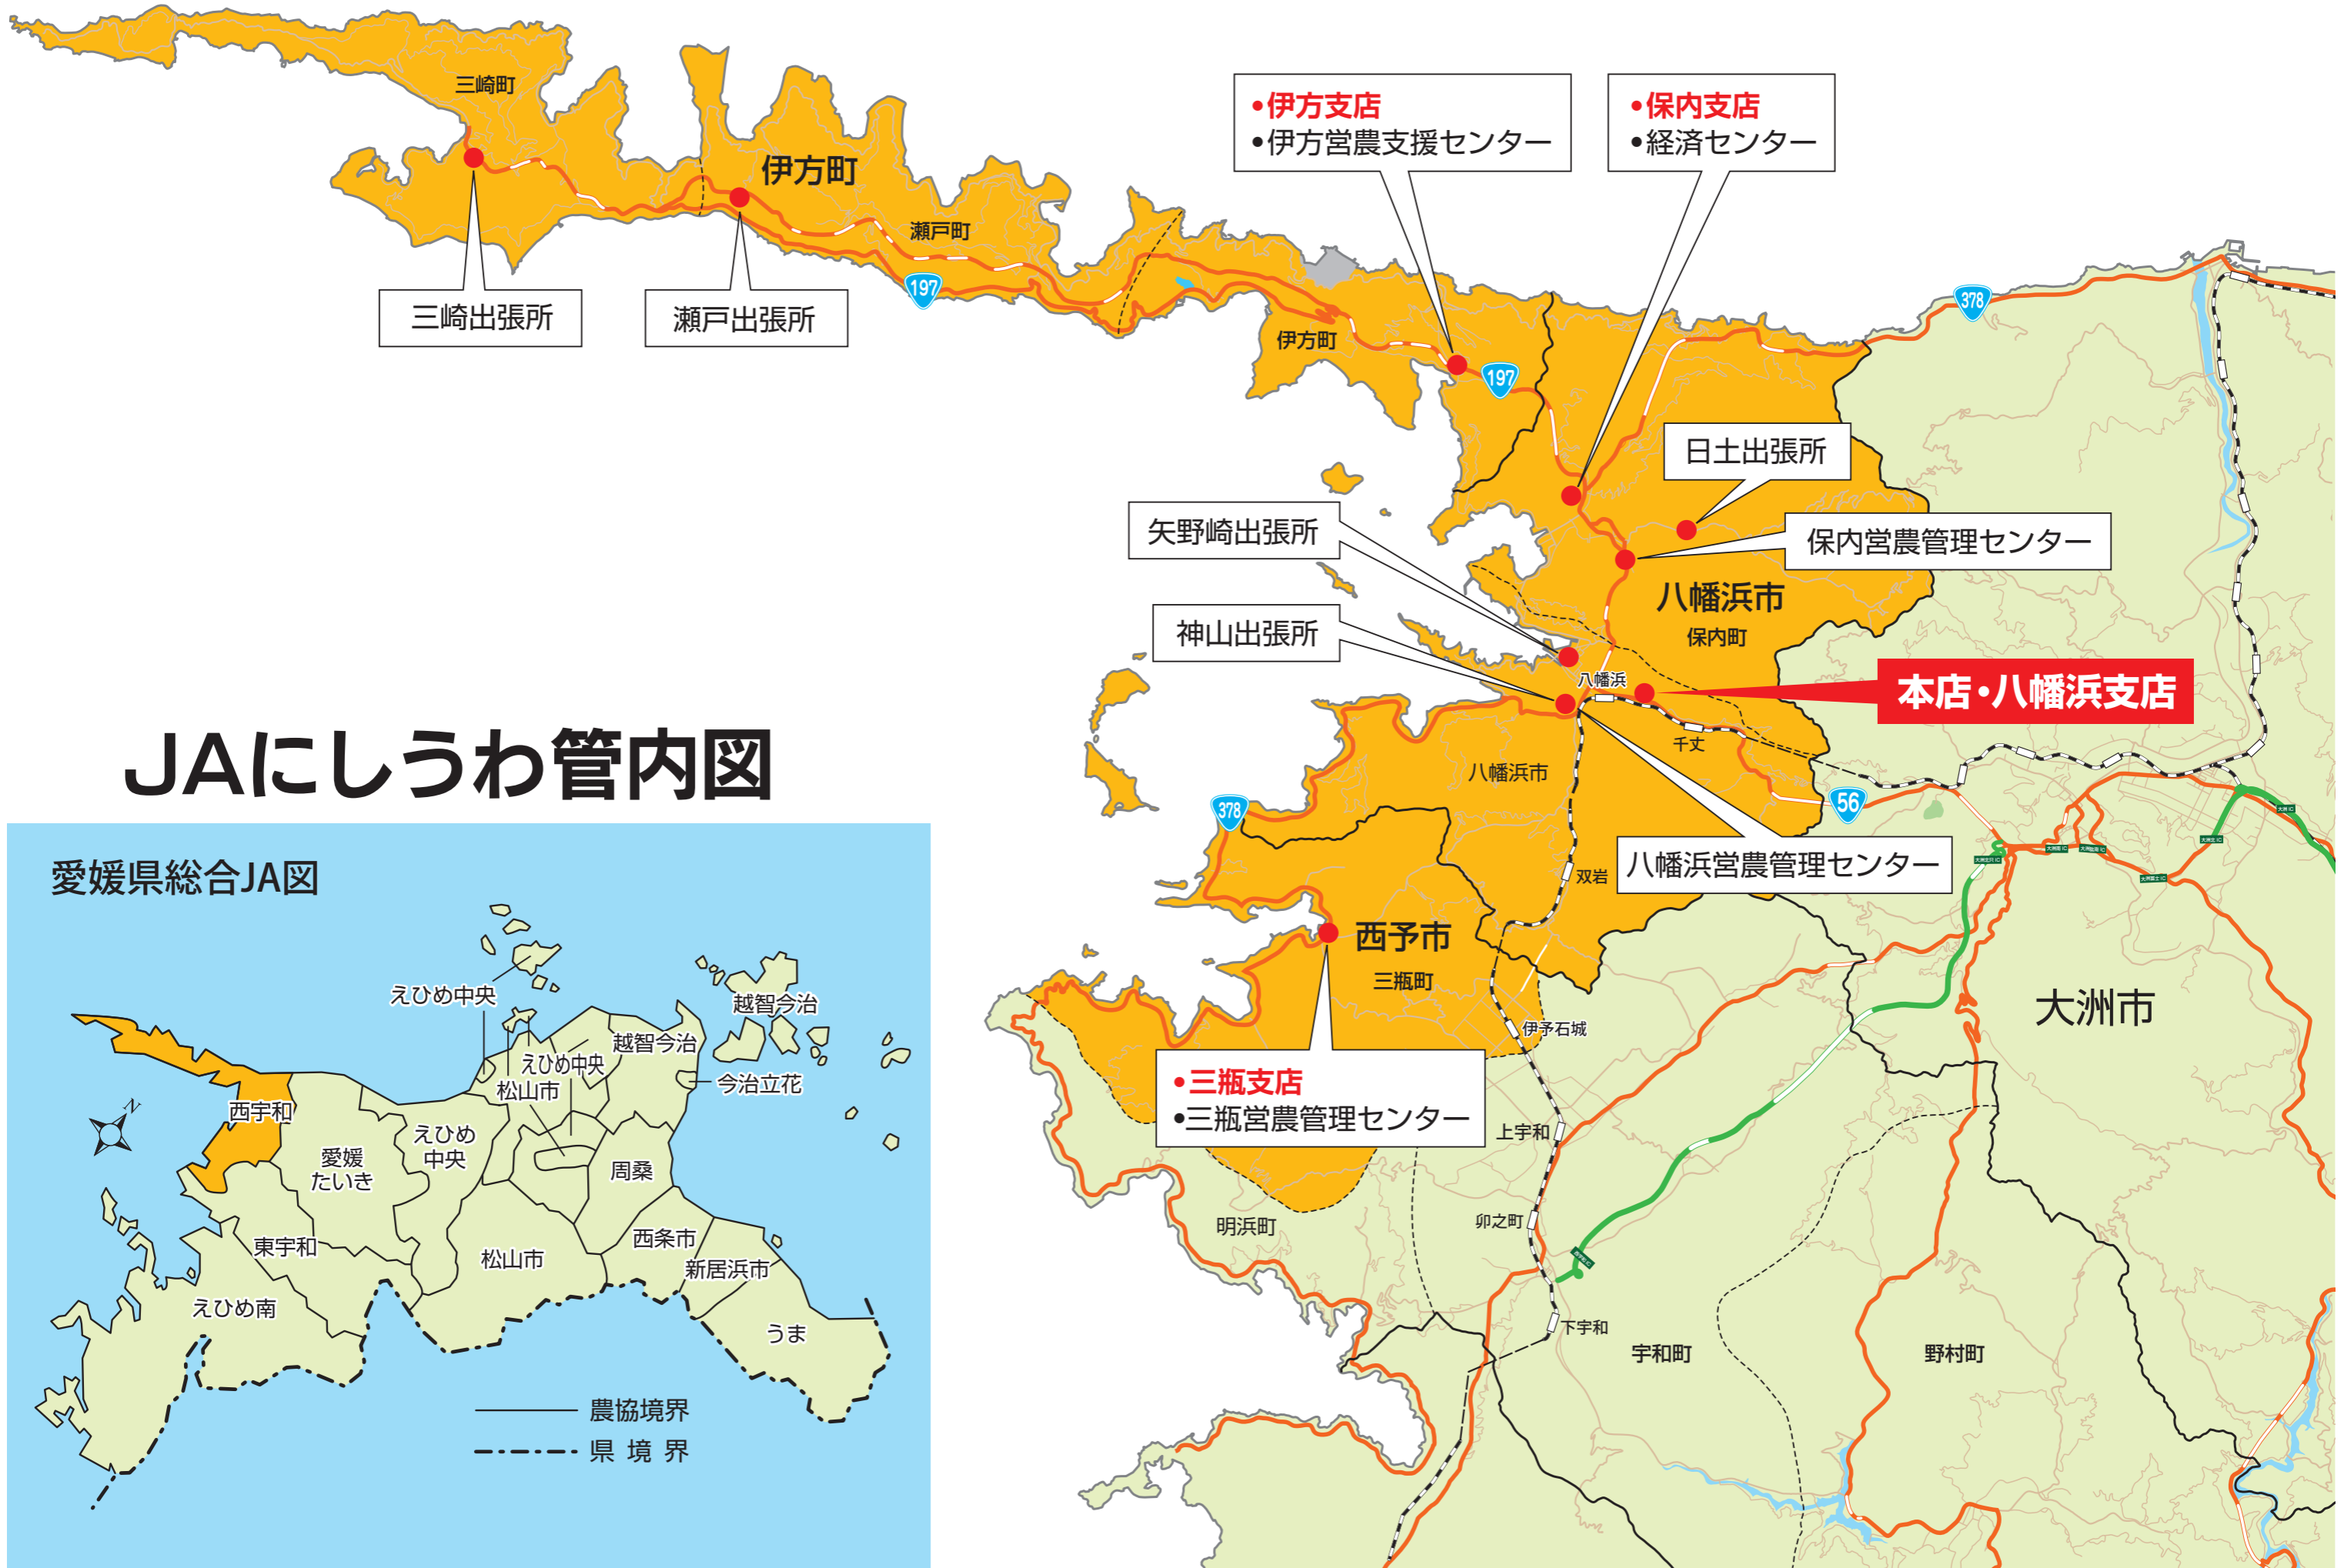 三崎町
伊方町
瀬戸町
197
三崎出張所
瀬戸出張所
•伊方支店
•伊方営農支援センター
•保内支店
•経済センター
378
伊方町
197
日土出張所
矢野崎出張所
保内営農管理センター
八幡浜市
保内町
神山出張所
八幡浜
本店•八幡浜支店
千丈
八幡浜市
378
56
八幡浜営農管理センター
双岩
西予市
三瓶町
伊予石城
大洲市
•三瓶支店
•三瓶営農管理センター
上宇和
明浜町
卯之町
下宇和
宇和町
野村町
JAにしうわ管内図
愛媛県総合JA図
えひめ中央
越智今治
越智今治
えひめ中央
松山市
今治立花
西宇和
N
えひめ
中央
愛媛
たいき
周桑
東宇和
松山市
西条市
新居浜市
えひめ南
うま
農協境界
県境界